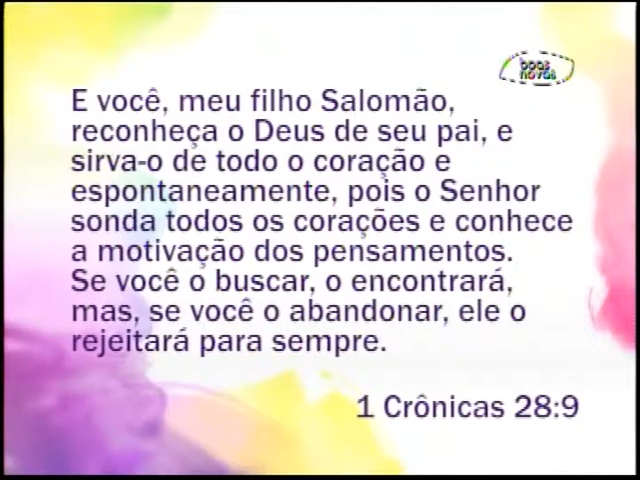 boas
novas
E você, meu filho Salomão,
reconheça o Deus de seu pai, e
sirva-o de todo o coração e
espontaneamente, pois o Senhor
sonda todos os corações e conhece
a motivação dos pensamentos.
Se você o buscar, o encontrará,
mas, se você o abandonar, ele o
rejeitará para sempre.
1 Crônicas 28:9